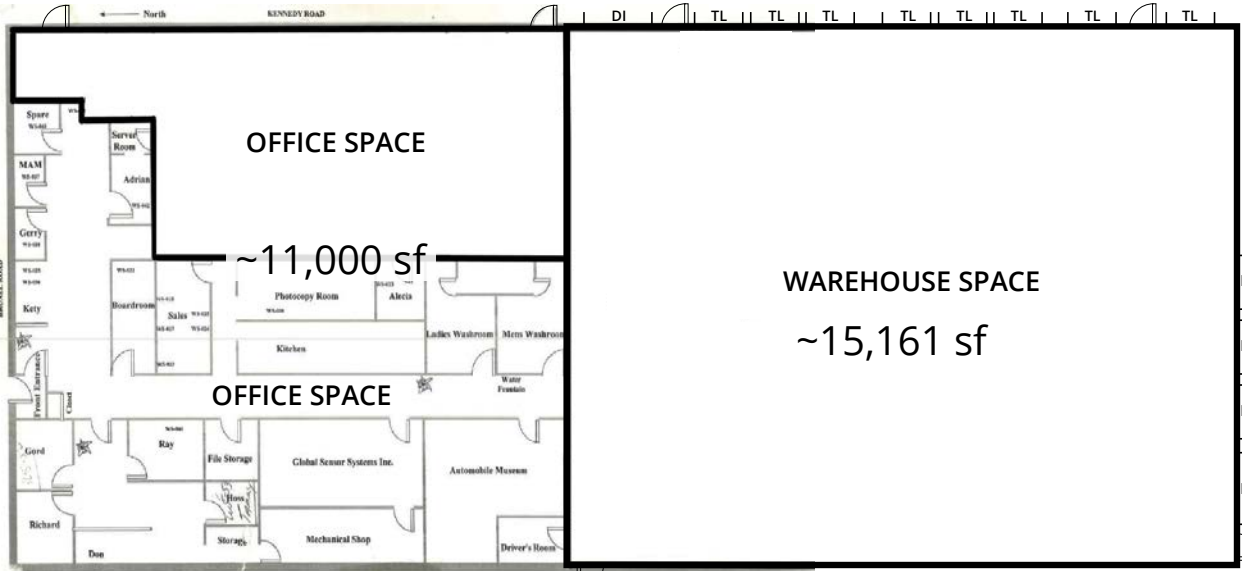 North
KENNEDY ROAD
DI
TL
TL
TL
TL
TL
TL
TL
TL
Spare
Server
Room
MAM
Adrian
Gerry
OFFICE SPACE
~11,000 sf
WAREHOUSE SPACE
~15,161 sf
Kety
Boardroom
Sales
Photocopy Room
Alecia
Ladies Washroom
Mens Washroom
Kitchen
Water
Fountain
Front Entrance
Closet
OFFICE SPACE
Gord
Ray
File Storage
Global Sensor Systems Inc.
Automobile Museum
Hoss
Richard
Don
Storage
Mechanical Shop
Driver's Room